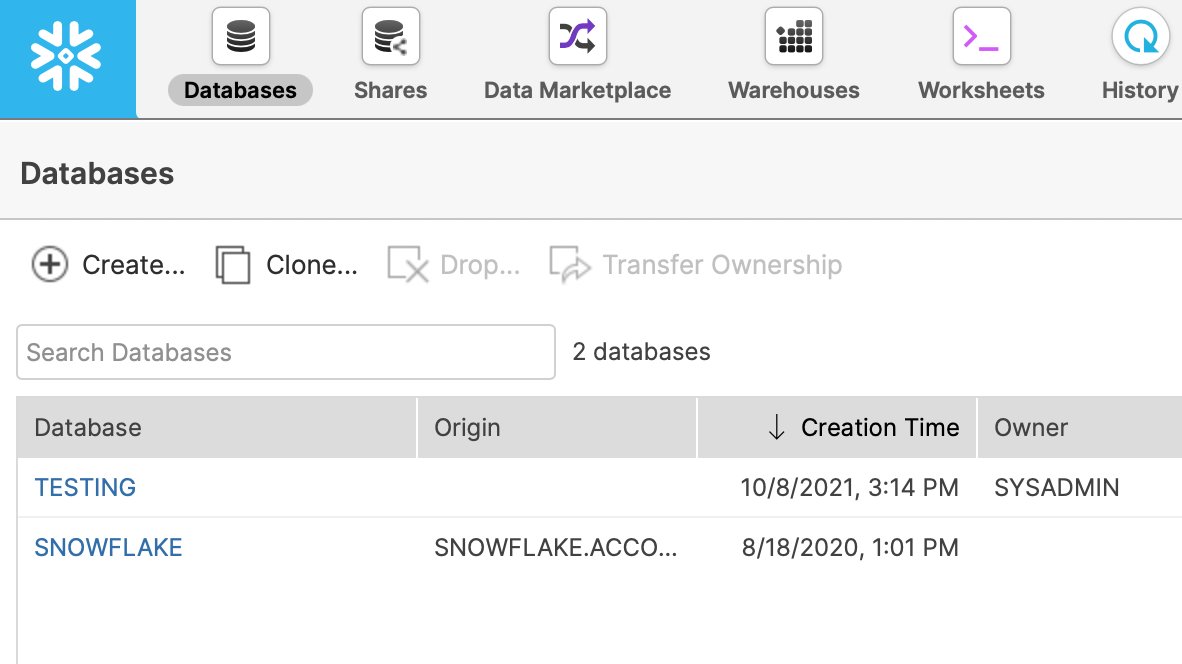 Databases Shares Data Marketplace Warehouses Worksheets History
Databases
Create... Clone... Drop... Transfer Ownership
Search Databases 2 databases
Database Origin ↓ Creation Time Owner
TESTING 10/8/2021, 3:14 PM SYSADMIN
SNOWFLAKE SNOWFLAKE.ACCO... 8/18/2020, 1:01 PM